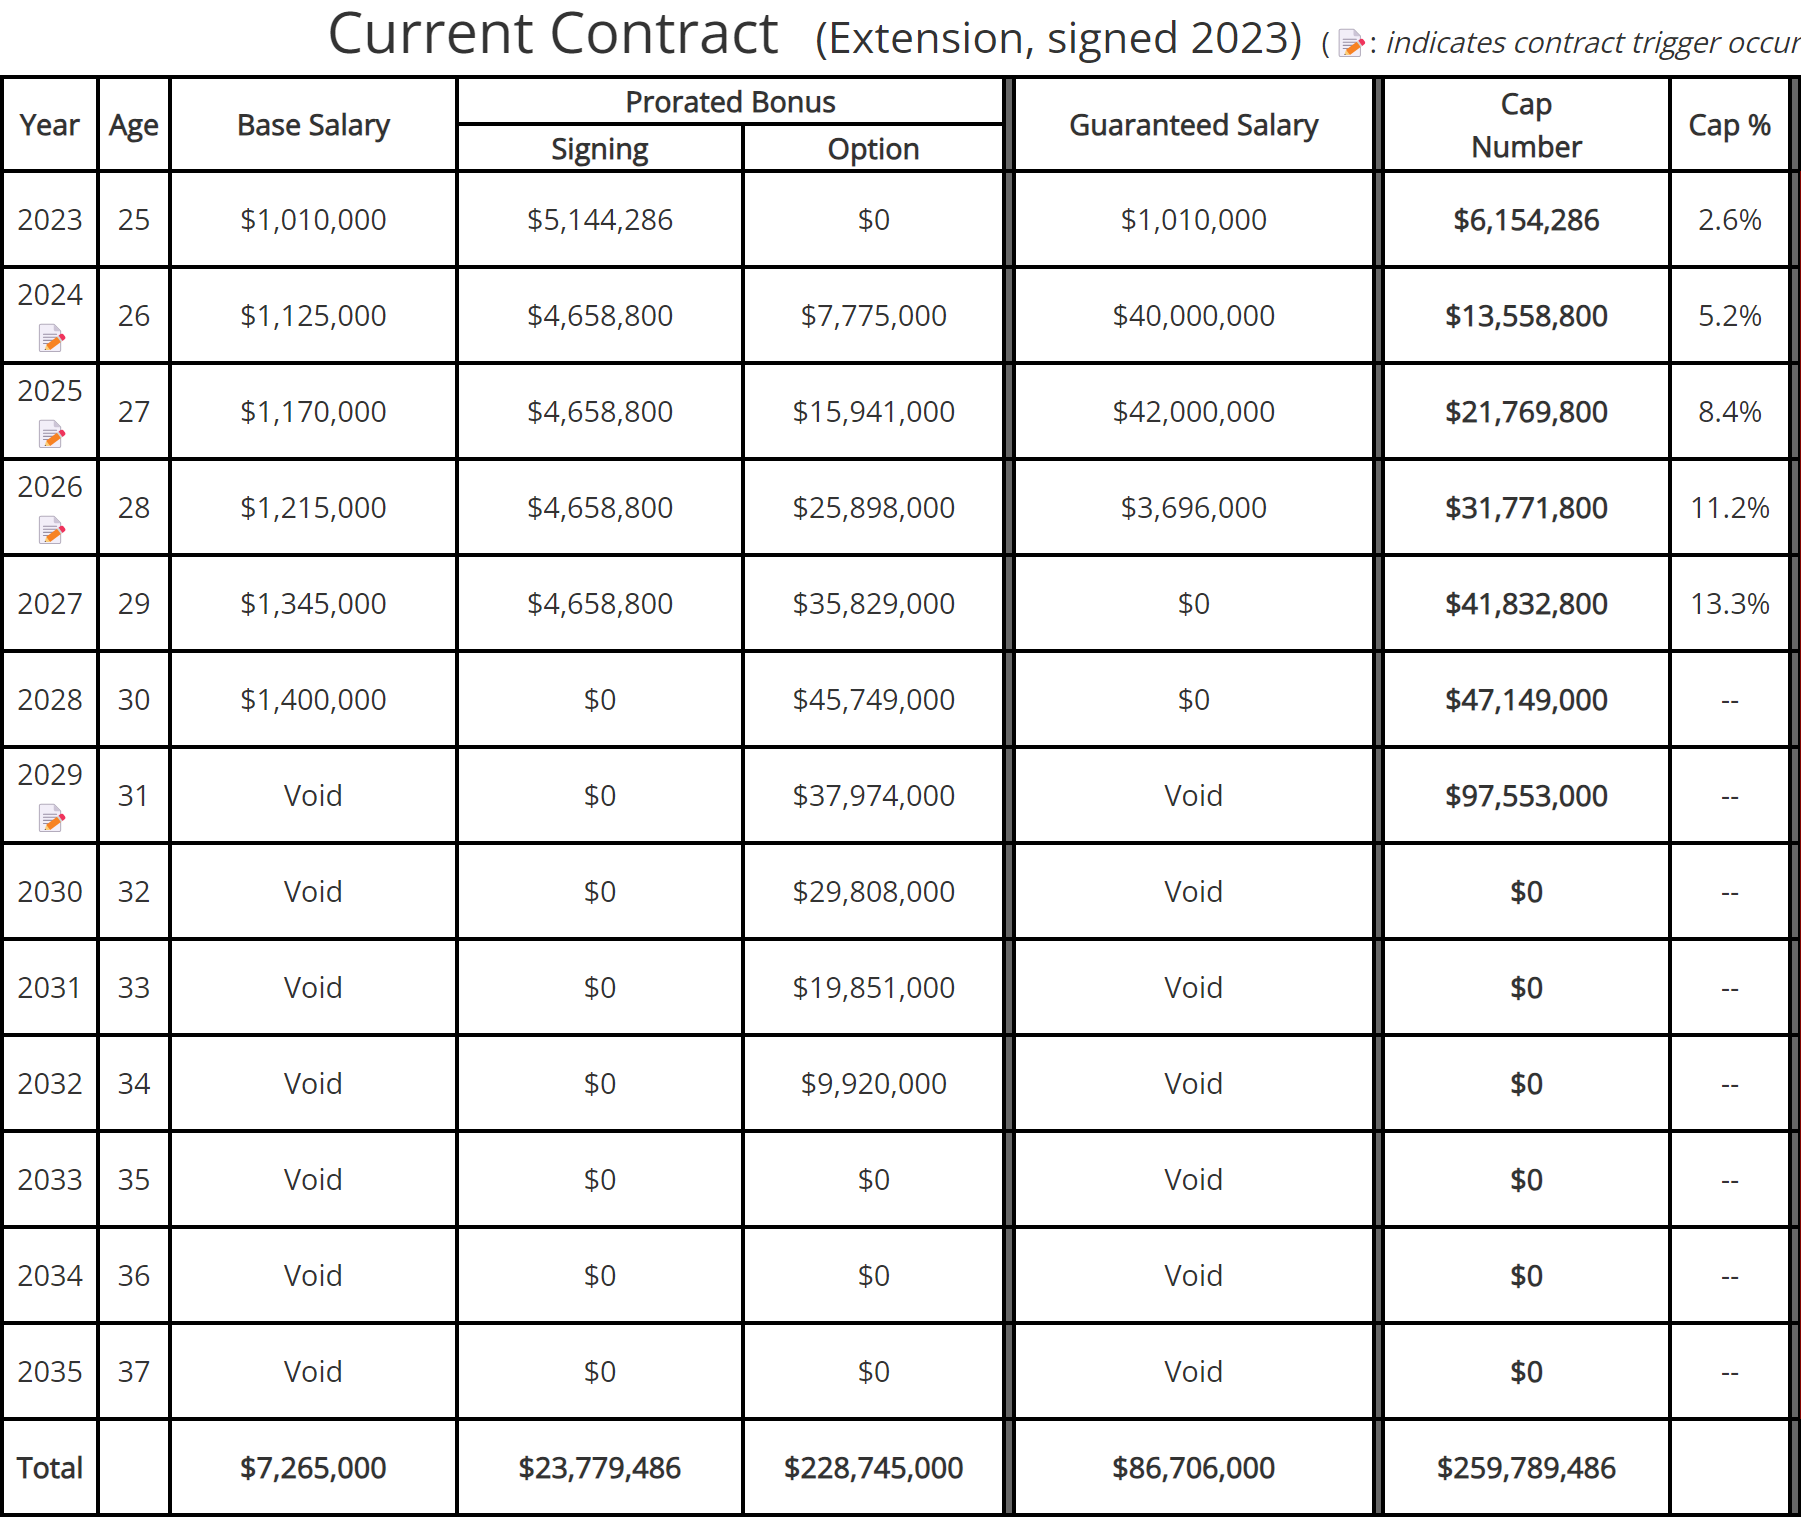 Current Contract (Extension, signed 2023) ( : indicates contract trigger occur
Year Age Base Salary Prorated Bonus Guaranteed Salary Cap Number Cap %
Signing Option
2023 25 $1,010,000 $5,144,286 $0 $1,010,000 $6,154,286 2.6%
2024 26 $1,125,000 $4,658,800 $7,775,000 $40,000,000 $13,558,800 5.2%
2025 27 $1,170,000 $4,658,800 $15,941,000 $42,000,000 $21,769,800 8.4%
2026 28 $1,215,000 $4,658,800 $25,898,000 $3,696,000 $31,771,800 11.2%
2027 29 $1,345,000 $4,658,800 $35,829,000 $0 $41,832,800 13.3%
2028 30 $1,400,000 $0 $45,749,000 $0 $47,149,000 --
2029 31 Void $0 $37,974,000 Void $97,553,000 --
2030 32 Void $0 $29,808,000 Void $0 --
2031 33 Void $0 $19,851,000 Void $0 --
2032 34 Void $0 $9,920,000 Void $0 --
2033 35 Void $0 $0 Void $0 --
2034 36 Void $0 $0 Void $0 --
2035 37 Void $0 $0 Void $0 --
Total $7,265,000 $23,779,486 $228,745,000 $86,706,000 $259,789,486